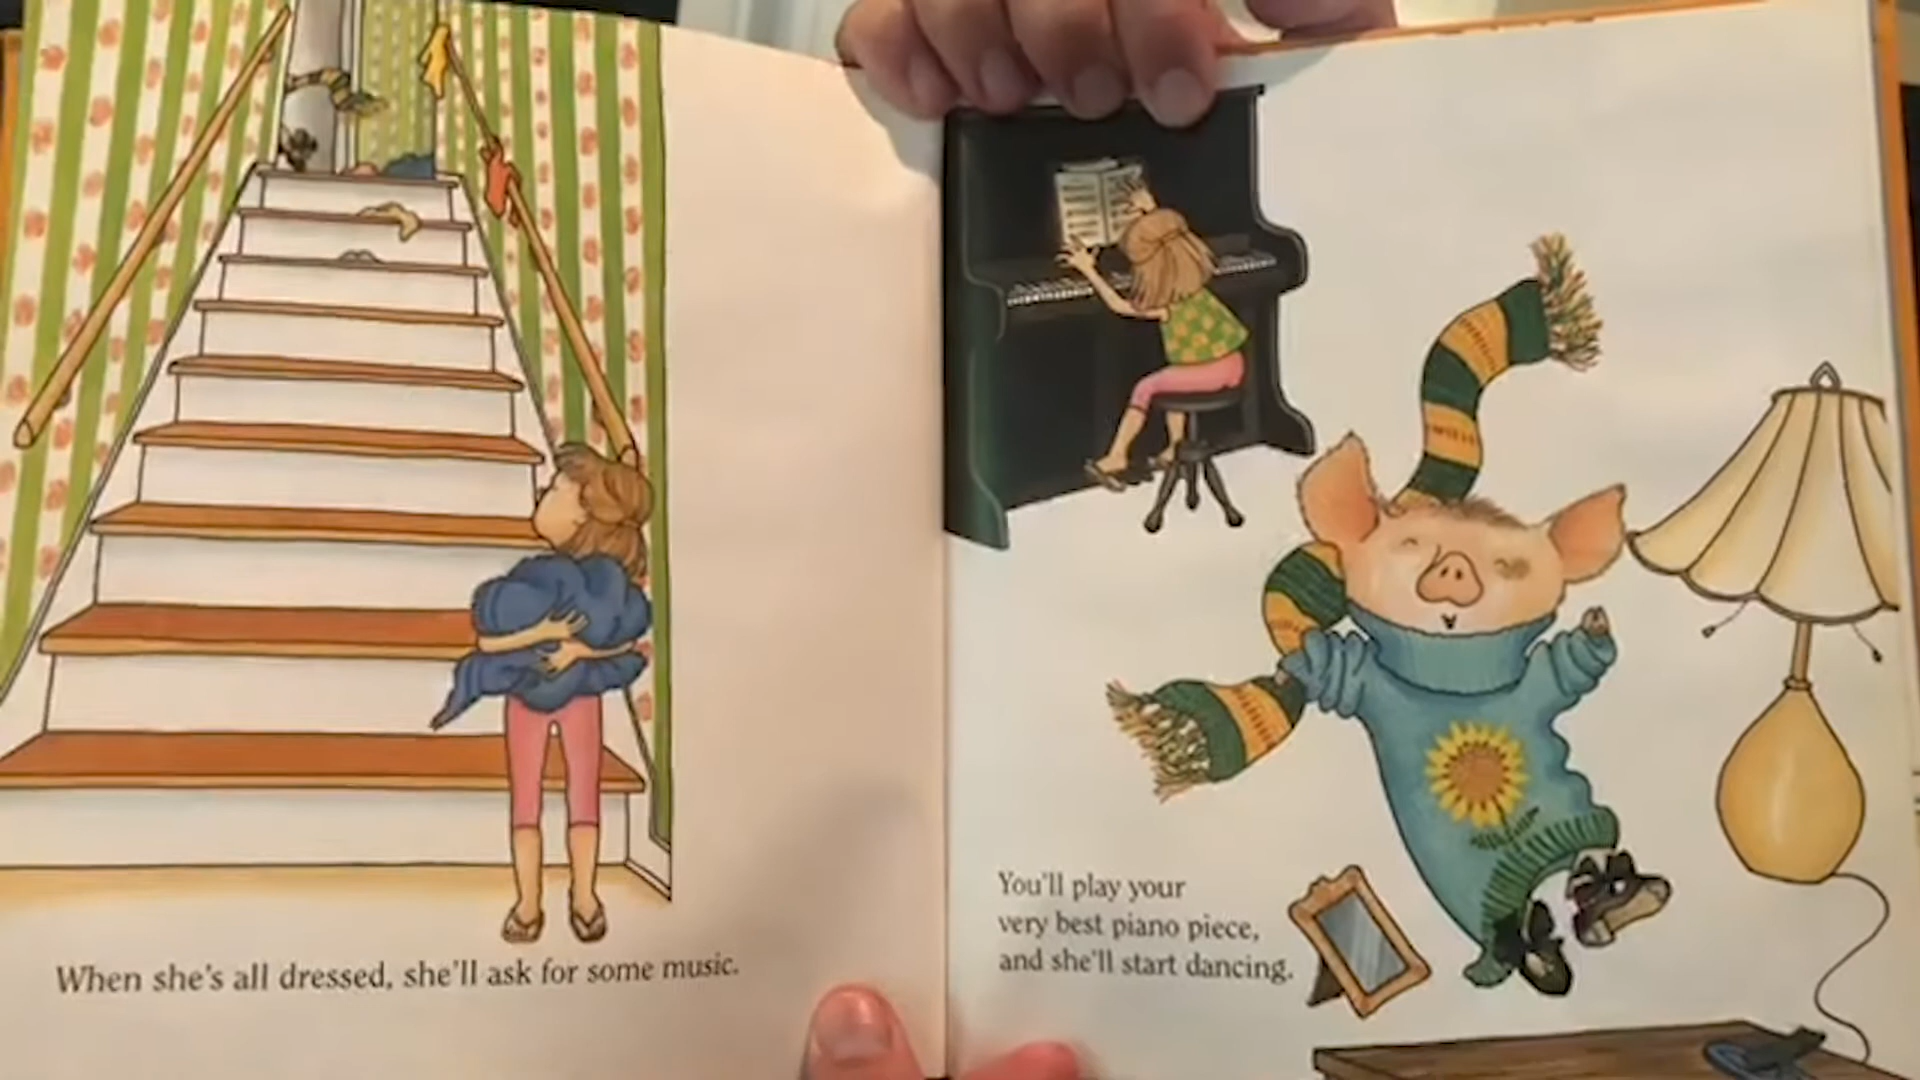 When she's all dressed, she'll ask for some music.
You'll play your
very best piano piece,
and she'll start dancing.